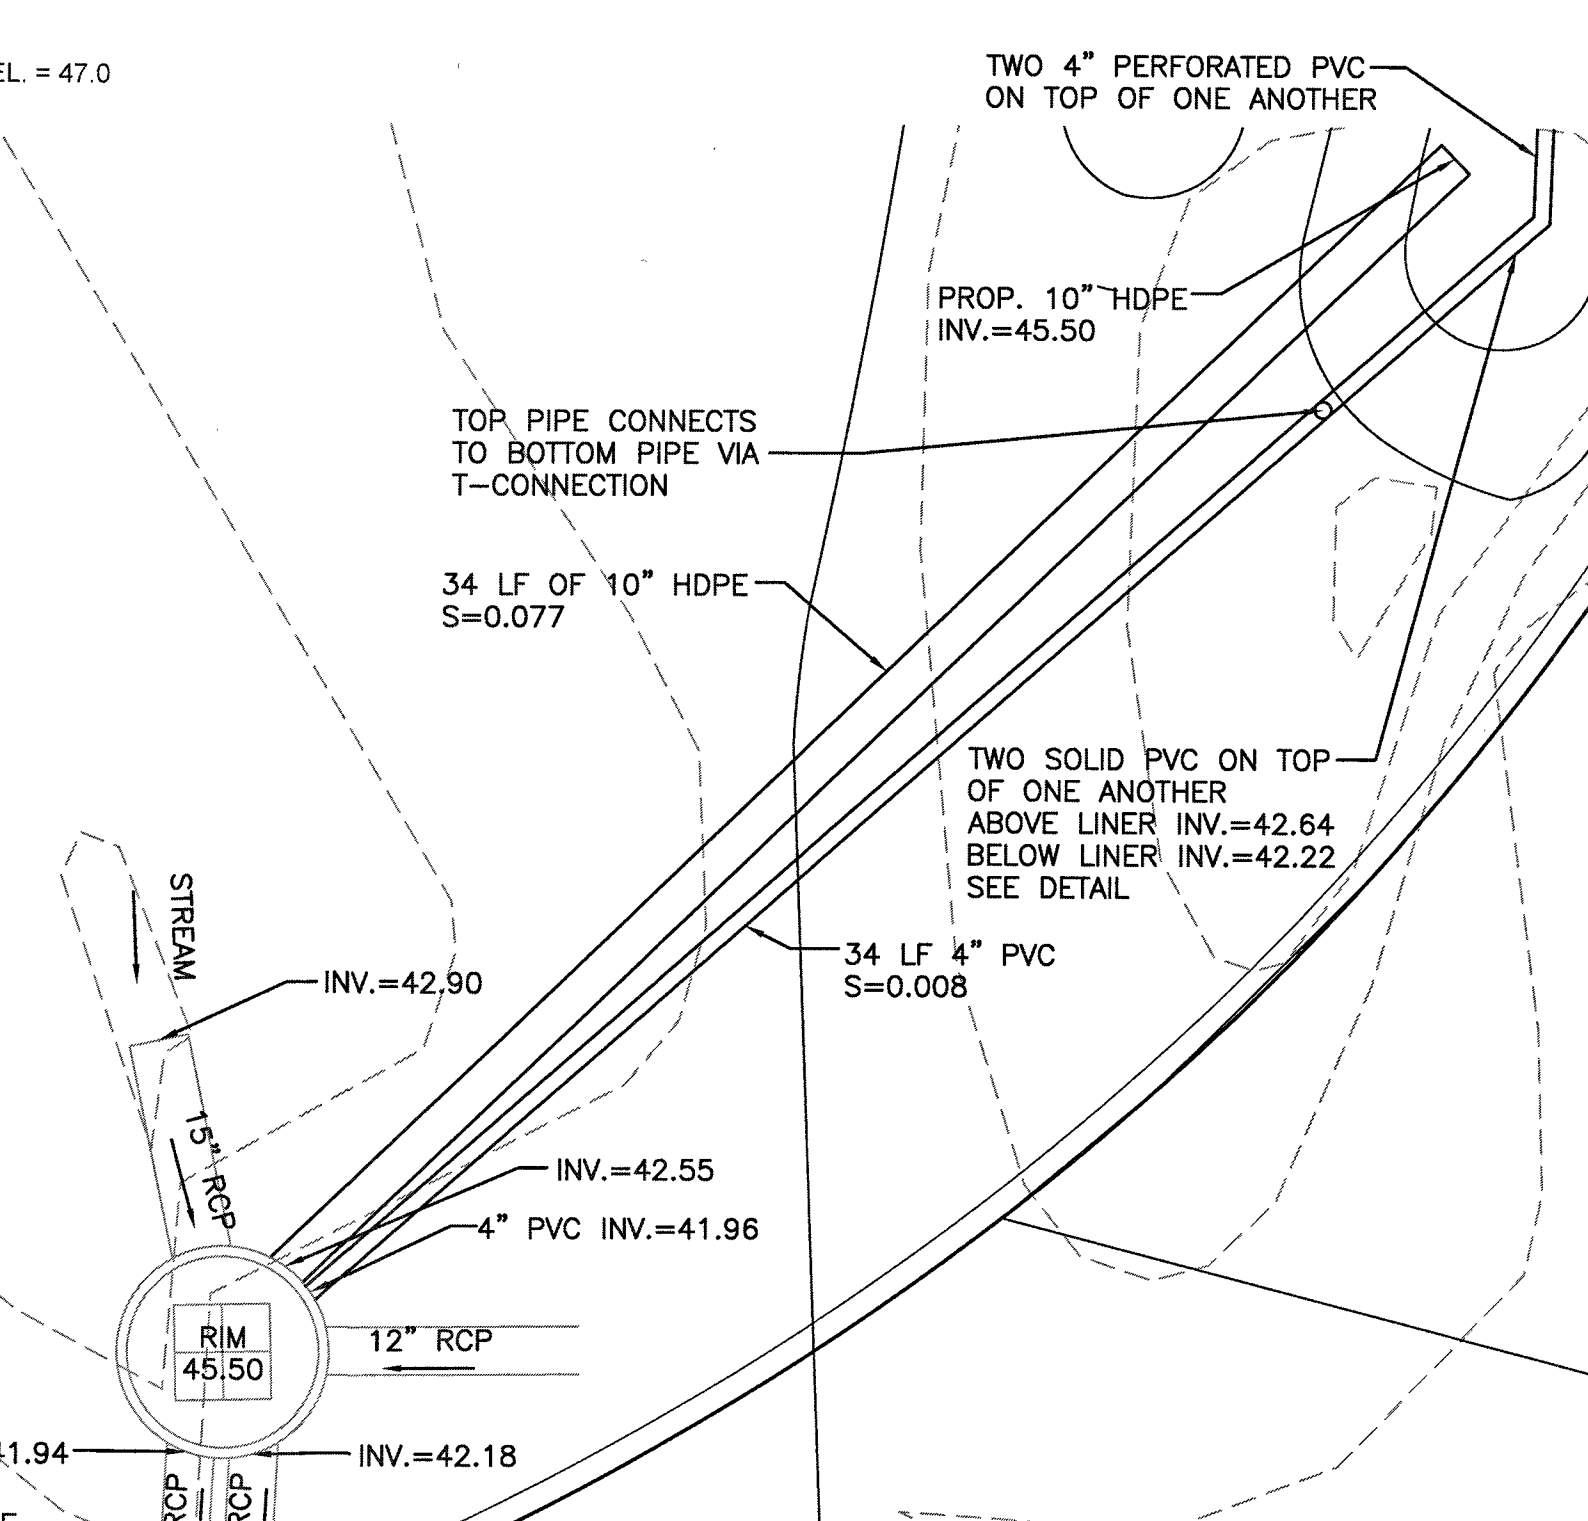 EL. = 47.0
TWO 4" PERFORATED PVC
ON TOP OF ONE ANOTHER
PROP. 10" HDPE
INV.=45.50
TOP PIPE CONNECTS
TO BOTTOM PIPE VIA
T-CONNECTION
34 LF OF 10" HDPE
S=0.077
TWO SOLID PVC ON TOP
OF ONE ANOTHER
ABOVE LINER INV.=42.64
BELOW LINER INV.=42.22
SEE DETAIL
STREAM
34 LF 4" PVC
S=0.008
INV.=42.90
15" RCP
INV.=42.55
4" PVC INV.=41.96
RIM
45.50
12" RCP
1.94
INV.=42.18
RCP
RCP